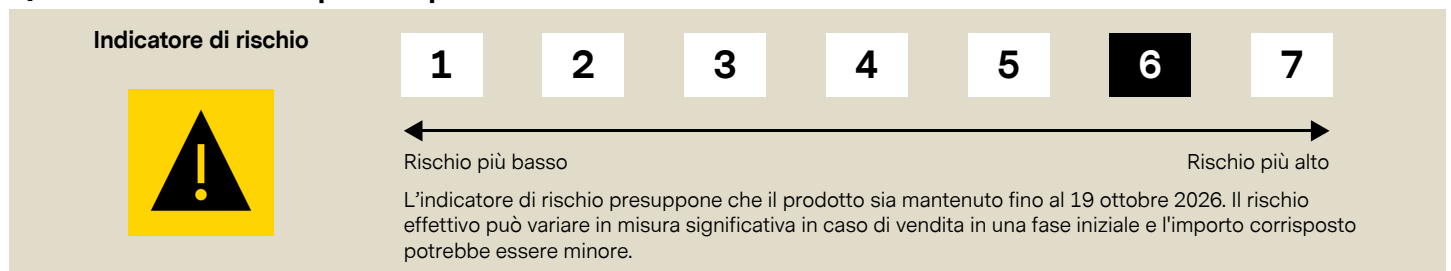 Indicatore di rischio
1 2 3 4 5 6 7
Rischio più basso Rischio più alto
L'indicatore di rischio presuppone che il prodotto sia mantenuto fino al 19 ottobre 2026. Il rischio
effettivo può variare in misura significativa in caso di vendita in una fase iniziale e l'importo corrisposto
potrebbe essere minore.